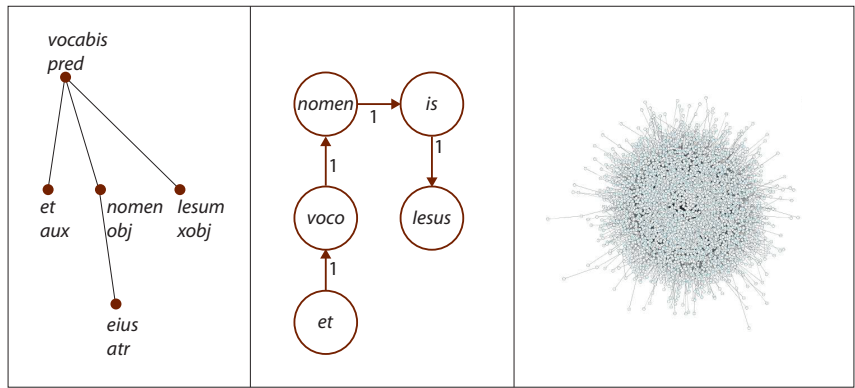 vocabis
pred
et
aux
nomen
obj
Iesum
xobj
eius
atr
nomen
1
is
1
1
voco
Iesus
1
et